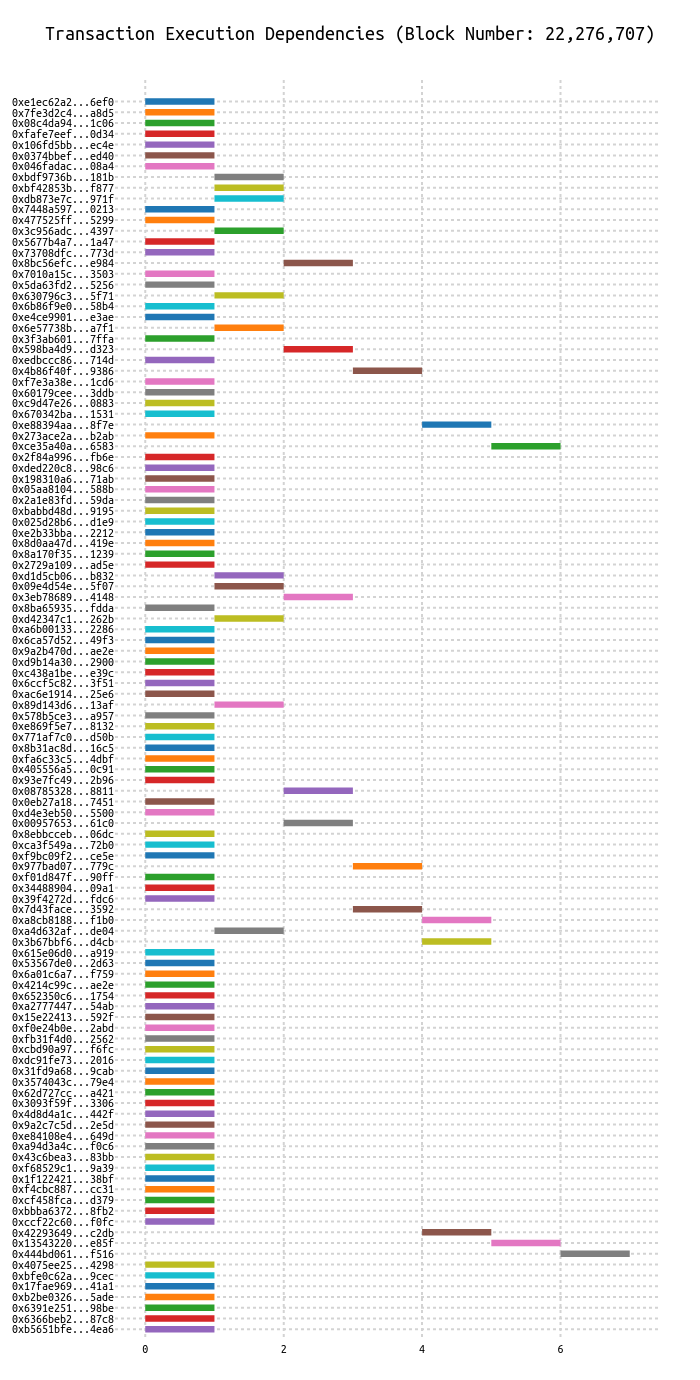 Transaction Execution Dependencies (Block Number: 22,276,707)
0xe1ec62a2...6ef0
0x7fe3d2c4...a8d5
0x08c4da94...1c06
0xfafe7eef...0d34
0x106fd5bb...ec4e
0x0374bbef...ed40
0x046fadac...08a4
0xbdf9736b...181b
0xbf42853b...f877
0xdb873e7c...971f
0x7448a597...0213
0x477525ff...5299
0x3c956adc...4397
0x5677b4a7...1a47
0x73708dfc...773d
0x8bc56efc...e984
0x7010a15c...3503
0x5da63fd2...5256
0x630796c3...5f71
0x6b86f9e0...58b4
0xe4ce9901...e3ae
0x6e57738b...a7f1
0x3f3ab601...7ffa
0x598ba4d9...d323
0xedbccc86...714d
0x4b86f40f...9386
0xf7e3a38e...1cd6
0x60179cee...3ddb
0xc9d47e26...0883
0x670342ba...1531
0xe88394aa...8f7e
0x273ace2a...b2ab
0xce35a40a...6583
0x2f84a996...fb6e
0xded220c8...98c6
0x198310a6...71ab
0x05aa8104...588b
0x2a1e83fd...59da
0xbabbd48d...9195
0x025d28b6...d1e9
0xe2b33bba...2212
0x8d0aa47d...419e
0x8a170f35...1239
0x2729a109...ad5e
0xd1d5cb06...b832
0x09e4d54e...5f07
0x3eb78689...4148
0x8ba65935...fdda
0xd42347c1...262b
0xa6b00133...2286
0x6ca57d52...49f3
0x9a2b470d...ae2e
0xd9b14a30...2900
0xc438a1be...e39c
0x6ccf5c82...3f51
0xac6e1914...25e6
0x89d143d6...13af
0x578b5ce3...a957
0xe869f5e7...8132
0x771af7c0...d50b
0x8b31ac8d...16c5
0xfa6c33c5...4dbf
0x405556a5...0c91
0x93e7fc49...2b96
0x08785328...8811
0x0eb27a18...7451
0xd4e3eb50...5500
0x00957653...61c0
0x8ebbcceb...06dc
0xca3f549a...72b0
0xf9bc09f2...ce5e
0x977bad07...779c
0xf01d847f...90ff
0x34488904...09a1
0x39f4272d...fdc6
0x7d43face...3592
0xa8cb8188...f1b0
0xa4d632af...de04
0x3b67bbf6...d4cb
0x615e06d0...a919
0x53567de0...2d63
0x6a01c6a7...f759
0x4214c99c...ae2e
0x652350c6...1754
0xa2777447...54ab
0x15e22413...592f
0xf0e24b0e...2abd
0xfb31f4d0...2562
0xcbd90a97...f6fc
0xdc91fe73...2016
0x31fd9a68...9cab
0x3574043c...79e4
0x62d727cc...a421
0x3093f59f...3306
0x4d8d4a1c...442f
0x9a2c7c5d...2e5d
0xe84108e4...649d
0xa94d3a4c...f0c6
0x43c6bea3...83bb
0xf68529c1...9a39
0x1f122421...38bf
0xf4cbc887...cc31
0xcf458fca...d379
0xbbba6372...8fb2
0xccf22c60...f0fc
0x42293649...c2db
0x13543220...e85f
0x444bd061...f516
0x4075ee25...4298
0xbfe0c62a...9cec
0x17fae969...41a1
0xb2be0326...5ade
0x6391e251...98be
0x6366beb2...87c8
0xb5651bfe...4ea6
0 2 4 6